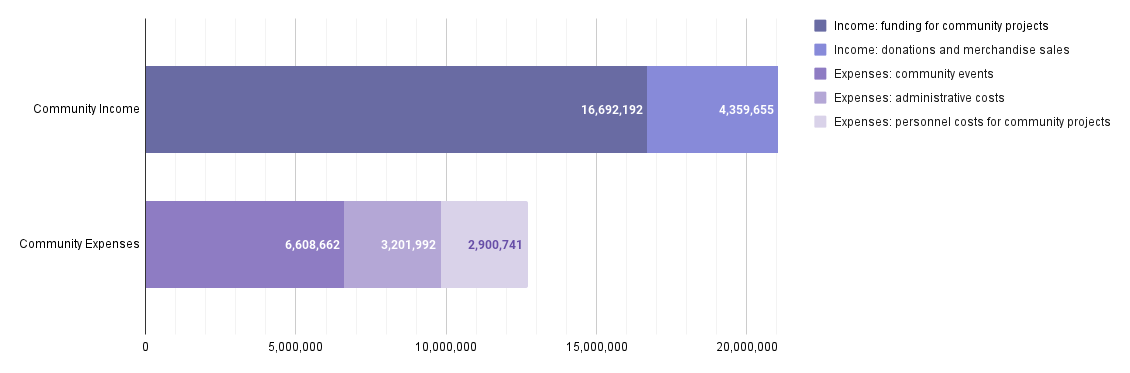 Income: funding for community projects
Income: donations and merchandise sales
Expenses: community events
Expenses: administrative costs
Expenses: personnel costs for community projects
Community Income
16,692,192
4,359,655
Community Expenses
6,608,662
3,201,992
2,900,741
0
5,000,000
10,000,000
15,000,000
20,000,000